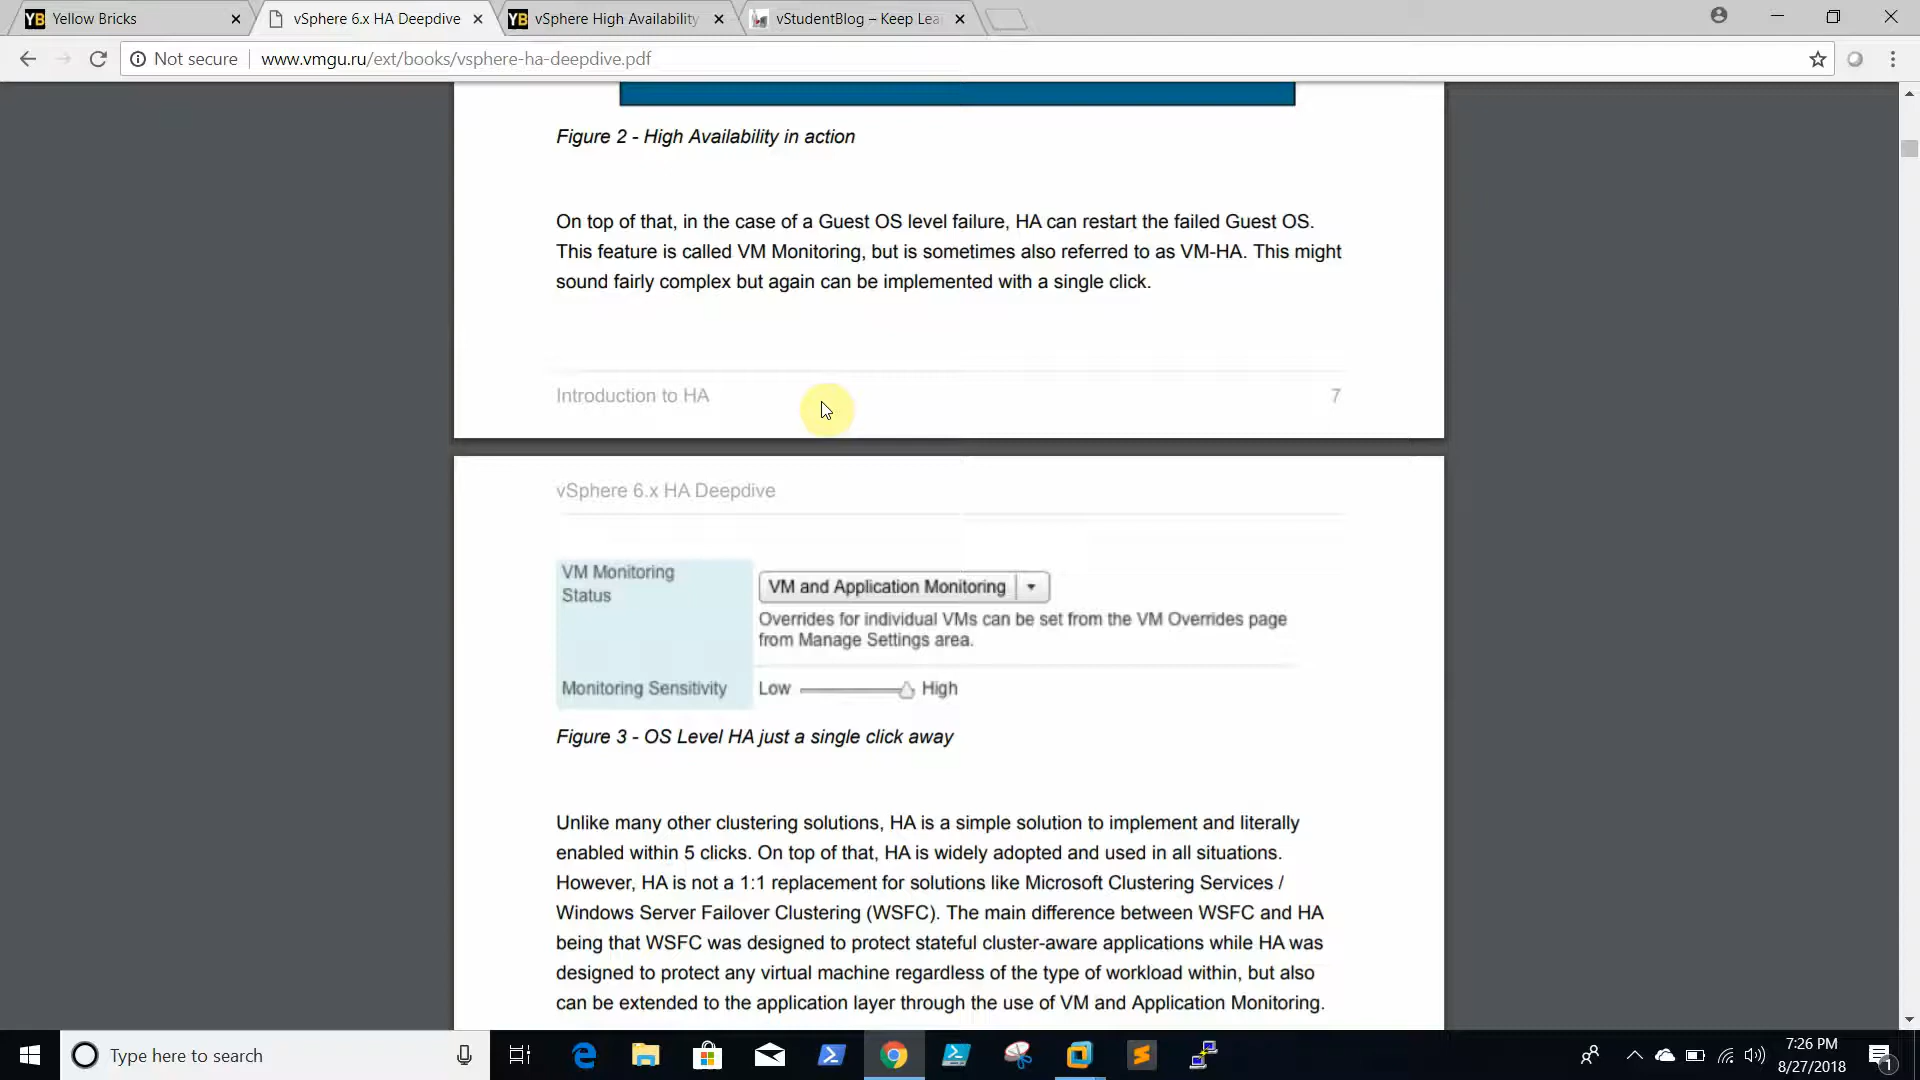 YB Yellow Bricks
vSphere 6.x HA Deepdive
YB vSphere High Availability
vStudentBlog – Keep Lea
Not secure
www.vmgu.ru/ext/books/vsphere-ha-deepdive.pdf
Figure 2 - High Availability in action
On top of that, in the case of a Guest OS level failure, HA can restart the failed Guest OS.
This feature is called VM Monitoring, but is sometimes also referred to as VM-HA. This might
sound fairly complex but again can be implemented with a single click.
Introduction to HA
7
vSphere 6.x HA Deepdive
VM Monitoring
Status
VM and Application Monitoring
Overrides for individual VMs can be set from the VM Overrides page
from Manage Settings area.
Monitoring Sensitivity
Low
High
Figure 3 - OS Level HA just a single click away
Unlike many other clustering solutions, HA is a simple solution to implement and literally
enabled within 5 clicks. On top of that, HA is widely adopted and used in all situations.
However, HA is not a 1:1 replacement for solutions like Microsoft Clustering Services /
Windows Server Failover Clustering (WSFC). The main difference between WSFC and HA
being that WSFC was designed to protect stateful cluster-aware applications while HA was
designed to protect any virtual machine regardless of the type of workload within, but also
can be extended to the application layer through the use of VM and Application Monitoring.
Type here to search
7:26 PM
8/27/2018
1